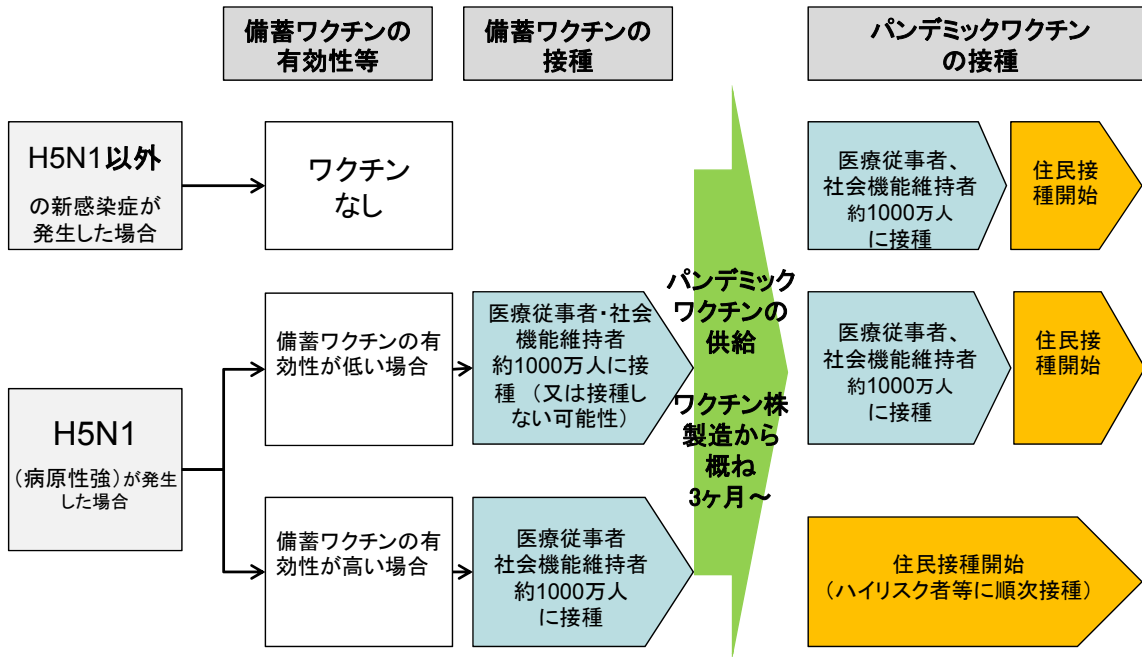 備蓄ワクチンの
有効性等
備蓄ワクチンの
接種
パンデミックワクチン
の接種
H5N1以外
の新感染症が
発生した場合
ワクチン
なし
医療従事者、
社会機能維持者
約1000万人
に接種
住民接
種開始
H5N1
(病原性強)が発生
した場合
備蓄ワクチンの有
効性が低い場合
医療従事者・社会
機能維持者
約1000万人に接
種 (又は接種し
ない可能性)
パンデミック
ワクチンの
供給
ワクチン株
製造から
概ね
3ヶ月~
医療従事者、
社会機能維持者
約1000万人
に接種
住民接
種開始
備蓄ワクチンの有
効性が高い場合
医療従事者
社会機能維持者
約1000万人
に接種
住民接種開始
(ハイリスク者等に順次接種)